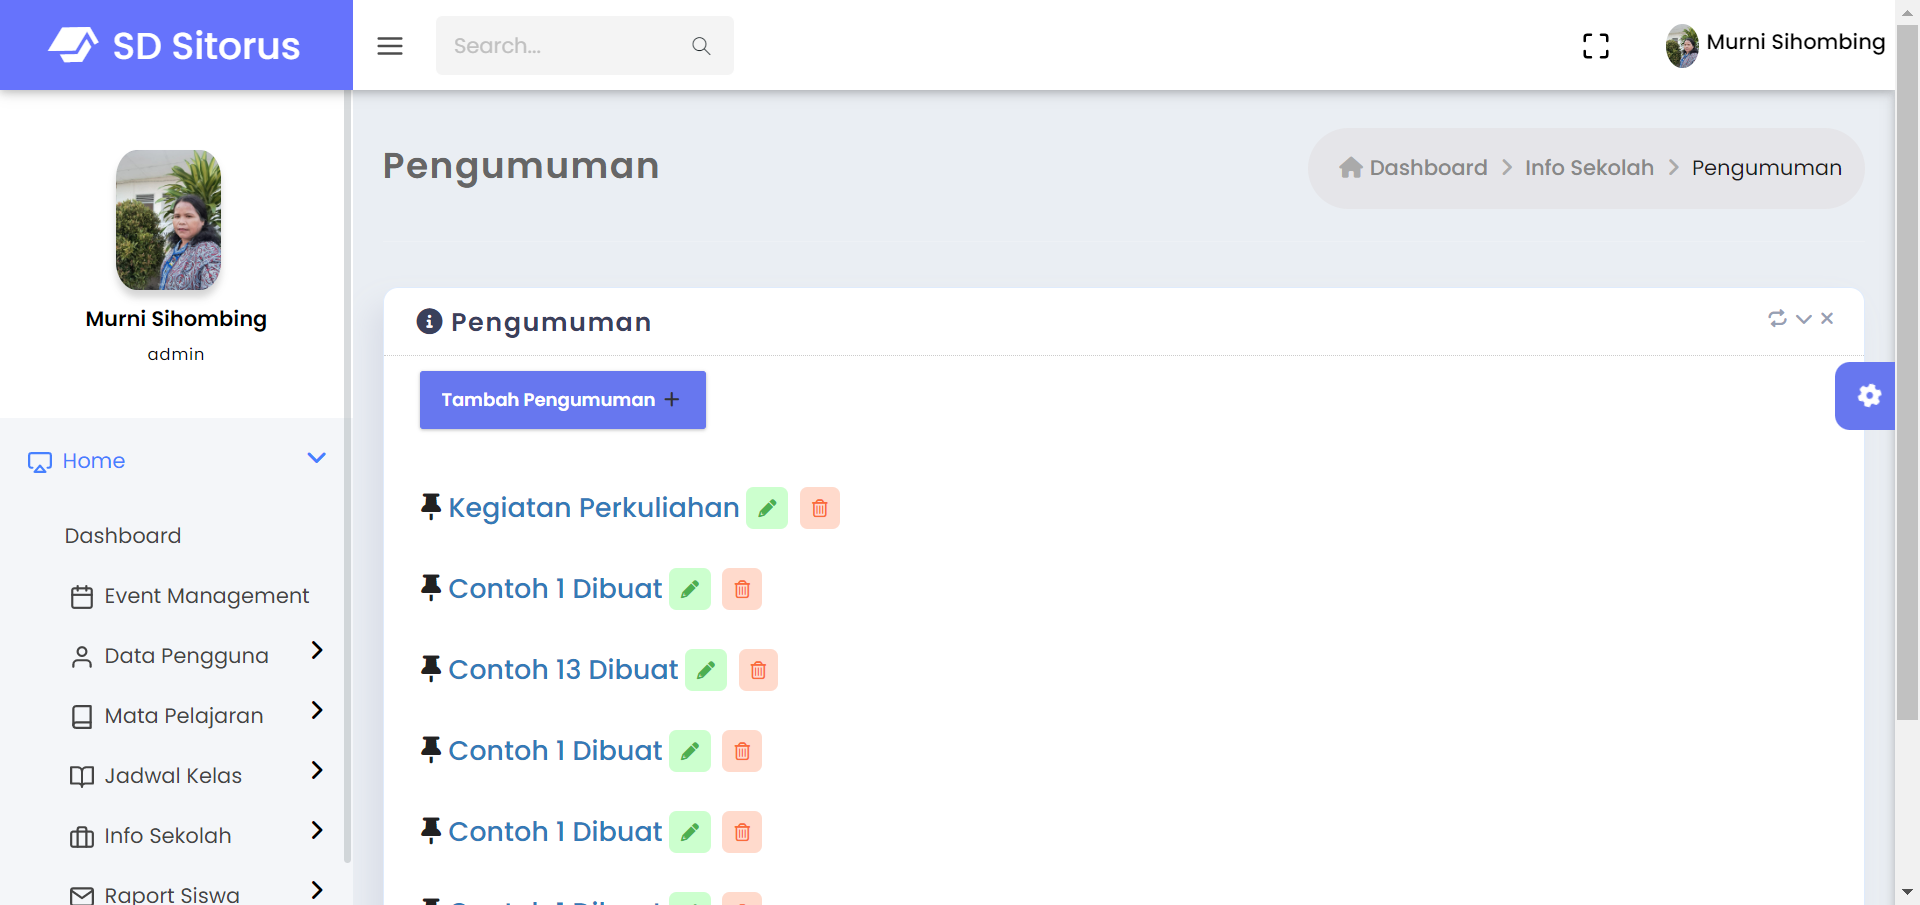 SD Sitorus
Search...
Murni Sihombing
Murni Sihombing
admin
Home
Dashboard
Event Management
Data Pengguna
Mata Pelajaran
Jadwal Kelas
Info Sekolah
Raport Siswa
Pengumuman
Dashboard > Info Sekolah > Pengumuman
Pengumuman
Tambah Pengumuman +
Kegiatan Perkuliahan
Contoh 1 Dibuat
Contoh 13 Dibuat
Contoh 1 Dibuat
Contoh 1 Dibuat